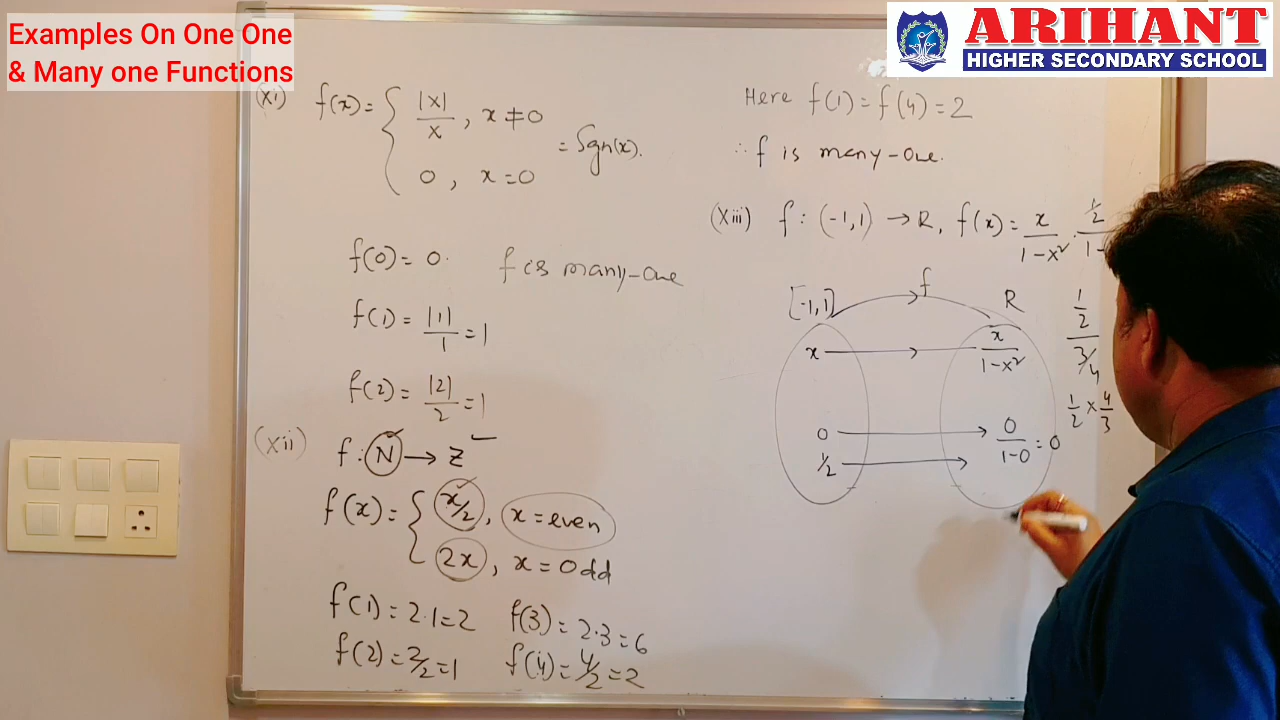 Examples On One One
& Many one Functions
ARIHANT
HIGHER SECONDARY SCHOOL
(xi) f(x) = { |x|/x, x ≠ 0
0, x = 0
= Sgn(x).
f(0) = 0. f is many-one
f(1) = |1|/1 = 1
f(2) = |2|/2 = 1
(xii) f : N → Z
f(x) = { x/2, x = even
2x, x = odd
f(1) = 2·1 = 2 f(3) = 2·3 = 6
f(2) = 2/2 = 1 f(4) = 4/2 = 2
Here f(1) = f(4) = 2
∴ f is many-one.
(xiii) f : (-1,1) → R, f(x) = x/1-x²
1/2
1-
f
[-1,1] R
x x/1-x²
0 0/1-0 = 0
1/2
1/2
3/4
1/2 × 4/3